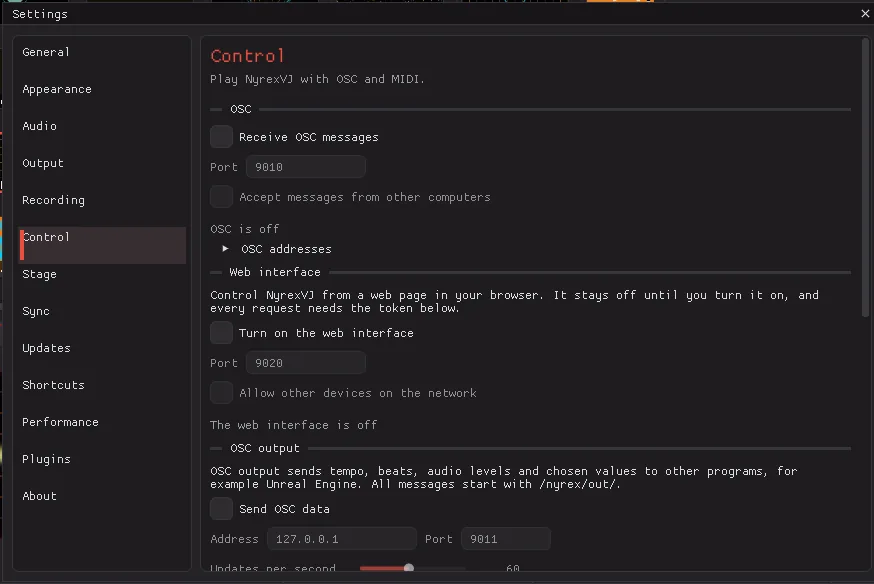 Settings
General
Appearance
Audio
Output
Recording
Control
Stage
Sync
Updates
Shortcuts
Performance
Plugins
About
Control
Play NyrexVJ with OSC and MIDI.
OSC
Receive OSC messages
Port 9010
Accept messages from other computers
OSC is off
OSC addresses
Web interface
Control NyrexVJ from a web page in your browser. It stays off until you turn it on, and
every request needs the token below.
Turn on the web interface
Port 9020
Allow other devices on the network
The web interface is off
OSC output
OSC output sends tempo, beats, audio levels and chosen values to other programs, for
example Unreal Engine. All messages start with /nyrex/out/.
Send OSC data
Address 127.0.0.1 Port 9011
Updates per second 60